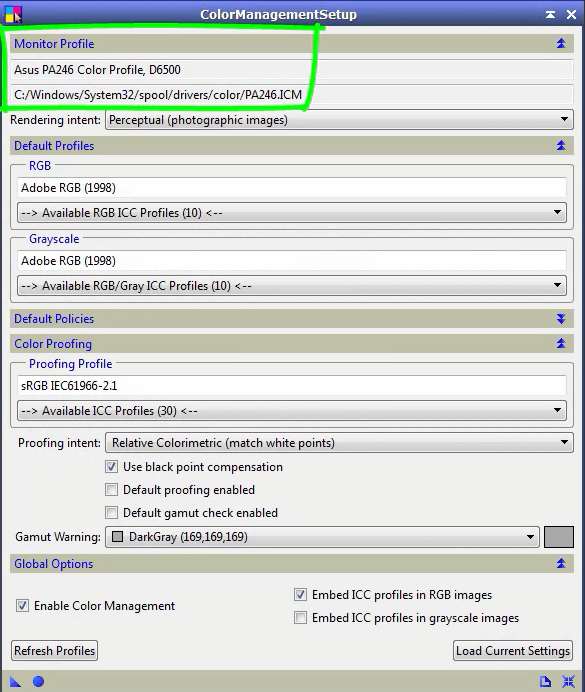 ColorManagementSetup
Monitor Profile
Asus PA246 Color Profile, D6500
C:/Windows/System32/spool/drivers/color/PA246.ICM
Rendering intent: Perceptual (photographic images)
Default Profiles
RGB
Adobe RGB (1998)
--> Available RGB ICC Profiles (10) <--
Grayscale
Adobe RGB (1998)
--> Available RGB/Gray ICC Profiles (10) <--
Default Policies
Color Proofing
Proofing Profile
sRGB IEC61966-2.1
--> Available ICC Profiles (30) <--
Proofing intent: Relative Colorimetric (match white points)
Use black point compensation
Default proofing enabled
Default gamut check enabled
Gamut Warning: DarkGray (169,169,169)
Global Options
Enable Color Management
Embed ICC profiles in RGB images
Embed ICC profiles in grayscale images
Refresh Profiles
Load Current Settings